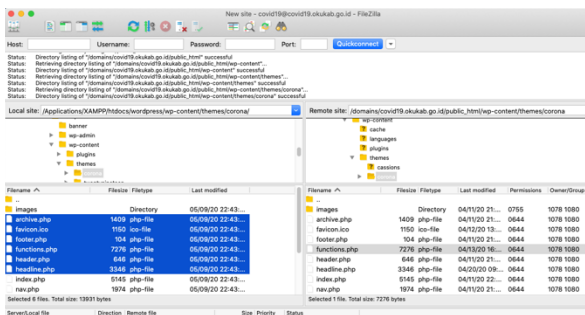 New site - covid19@covid19.okukab.go.id - FileZilla
Host: Username: Password: Port: Quickconnect
Status: Directory listing of "/domains/covid19.okukab.go.id/public_html" successful
Status: Retrieving directory listing of "/domains/covid19.okukab.go.id/public_html/wp-content"...
Status: Directory listing of "/domains/covid19.okukab.go.id/public_html/wp-content" successful
Status: Retrieving directory listing of "/domains/covid19.okukab.go.id/public_html/wp-content/themes"...
Status: Directory listing of "/domains/covid19.okukab.go.id/public_html/wp-content/themes" successful
Status: Retrieving directory listing of "/domains/covid19.okukab.go.id/public_html/wp-content/themes/corona"...
Status: Directory listing of "/domains/covid19.okukab.go.id/public_html/wp-content/themes/corona" successful
Local site: /Applications/XAMPP/htdocs/wordpress/wp-content/themes/corona/
banner
wp-admin
wp-content
plugins
themes
Remote site: /domains/covid19.okukab.go.id/public_html/wp-content/themes/corona
wp-content
cache
languages
plugins
themes
cassions
Filename Filesize Filetype Last modified
..
images Directory 05/09/20 22:43:...
archive.php 1409 php-file 05/09/20 22:43:...
favicon.ico 1150 ico-file 05/09/20 22:43:...
footer.php 104 php-file 05/09/20 22:43:...
functions.php 7276 php-file 05/09/20 22:43:...
header.php 646 php-file 05/09/20 22:43:...
headline.php 3346 php-file 05/09/20 22:43:...
index.php 5145 php-file 05/09/20 22:43:...
nav.php 1974 php-file 05/09/20 22:43:...
Selected 6 files. Total size: 13931 bytes
Filename Filesize Filetype Last modified Permissions Owner/Group
..
images Directory 04/11/20 21:... 0755 1078 1080
archive.php 1409 php-file 04/11/20 21:... 0644 1078 1080
favicon.ico 1150 ico-file 04/12/20 13:... 0644 1078 1080
footer.php 104 php-file 04/11/20 21:... 0644 1078 1080
functions.php 7276 php-file 04/13/20 16:... 0644 1078 1080
header.php 646 php-file 04/11/20 21:... 0644 1078 1080
headline.php 3346 php-file 04/20/20 09:... 0644 1078 1080
index.php 5145 php-file 04/11/20 22:... 0644 1078 1080
nav.php 1974 php-file 04/11/20 21:... 0644 1078 1080
Selected 1 file. Total size: 7276 bytes
Server/Local file Direction Remote file Size Priority Status